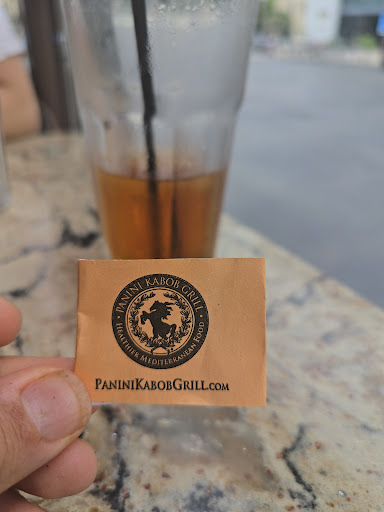 • PANINI KABOB GRILL •
HEALTHIER MEDITERRANEAN FOOD
PANINIKABOBGRILL.COM